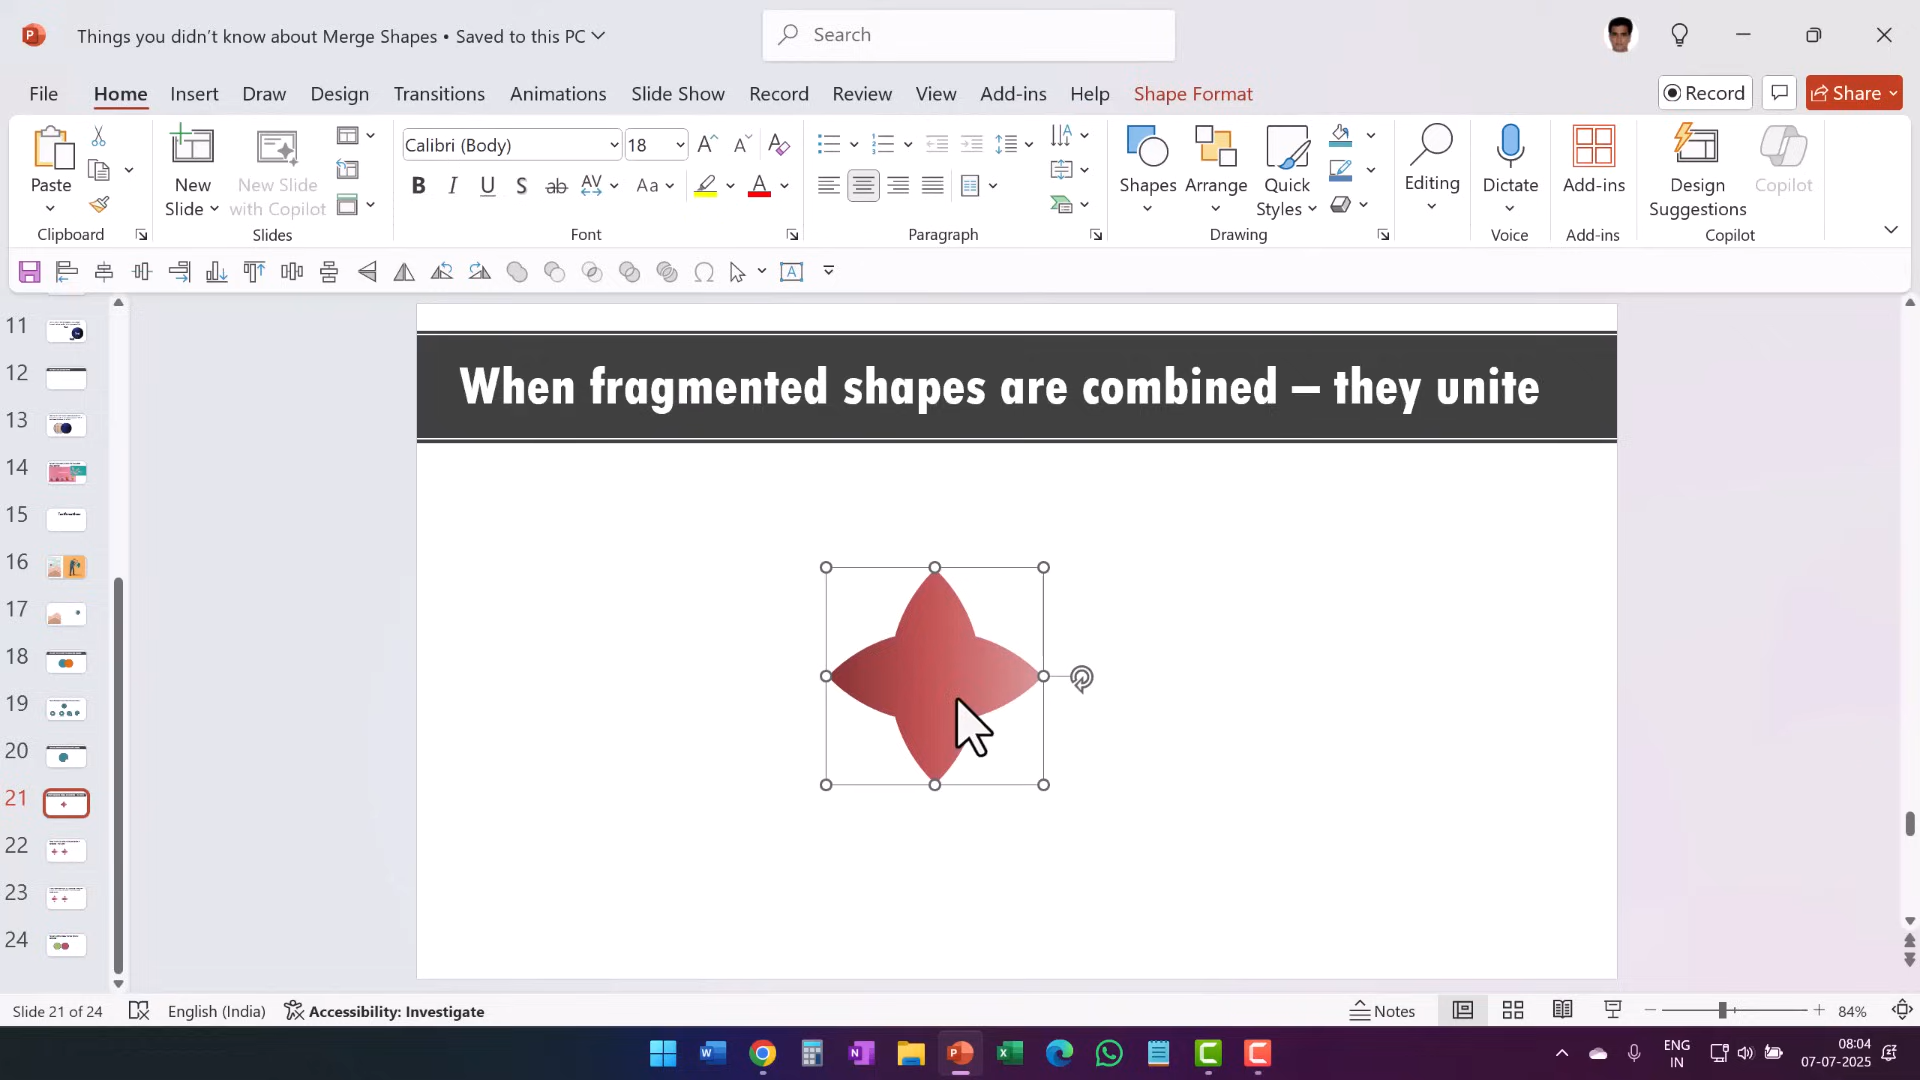 Things you didn't know about Merge Shapes • Saved to this PC
Search
File
Home
Insert
Draw
Design
Transitions
Animations
Slide Show
Record
Review
View
Add-ins
Help
Shape Format
Record
Share
Paste
Clipboard
New
Slide
New Slide
with Copilot
Slides
Calibri (Body)
18
Font
Paragraph
Shapes
Arrange
Quick
Styles
Drawing
Editing
Dictate
Voice
Add-ins
Add-ins
Design
Suggestions
Copilot
Copilot
11
12
13
14
15
16
17
18
19
20
21
22
23
24
When fragmented shapes are combined – they unite
Slide 21 of 24
English (India)
Accessibility: Investigate
Notes
84%
ENG
IN
08:04
07-07-2025